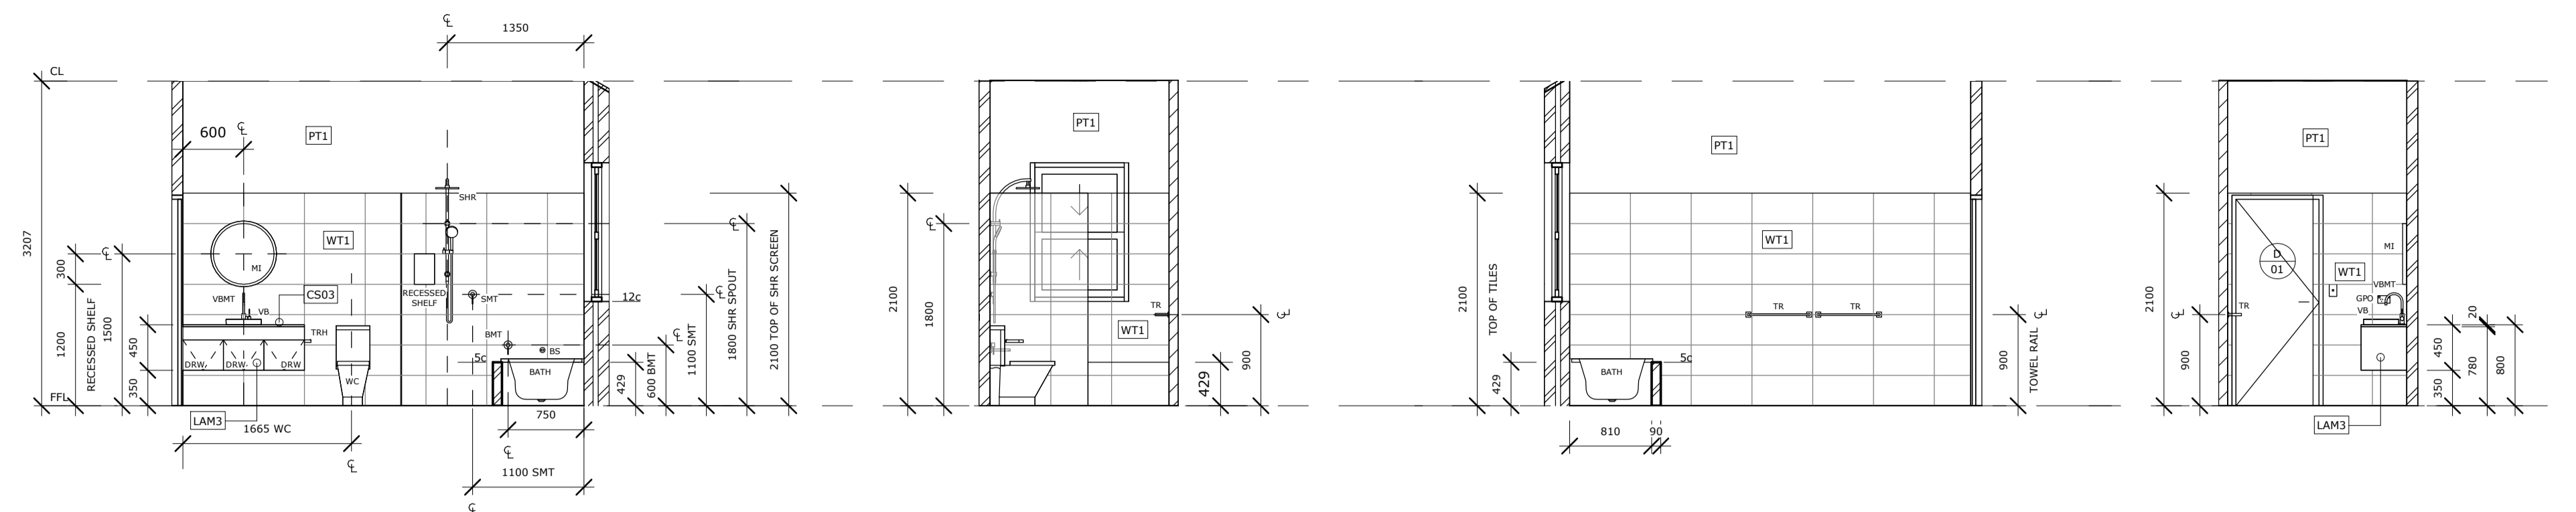 1350
CL
600
℄
PT1
SHR
WT1
MI
VBMT
VB
CS03
RECESSED
SHELF
SMT
12c
TRH
BMT
BS
5c
DRW
DRW
DRW
WC
BATH
FFL
LAM3
1665 WC
750
1100 SMT
3207
300
1200
RECESSED SHELF
1500
450
350
429
600 BMT
1100 SMT
1800 SHR SPOUT
2100 TOP OF SHR SCREEN
PT1
TR
WT1
2100
1800
429
900
PT1
WT1
TR
TR
5c
BATH
2100
TOP OF TILES
429
900
TOWEL RAIL
810
90
PT1
D
01
MI
WT1
VBMT
GPO
VB
TR
LAM3
2100
900
450
350
20
780
800